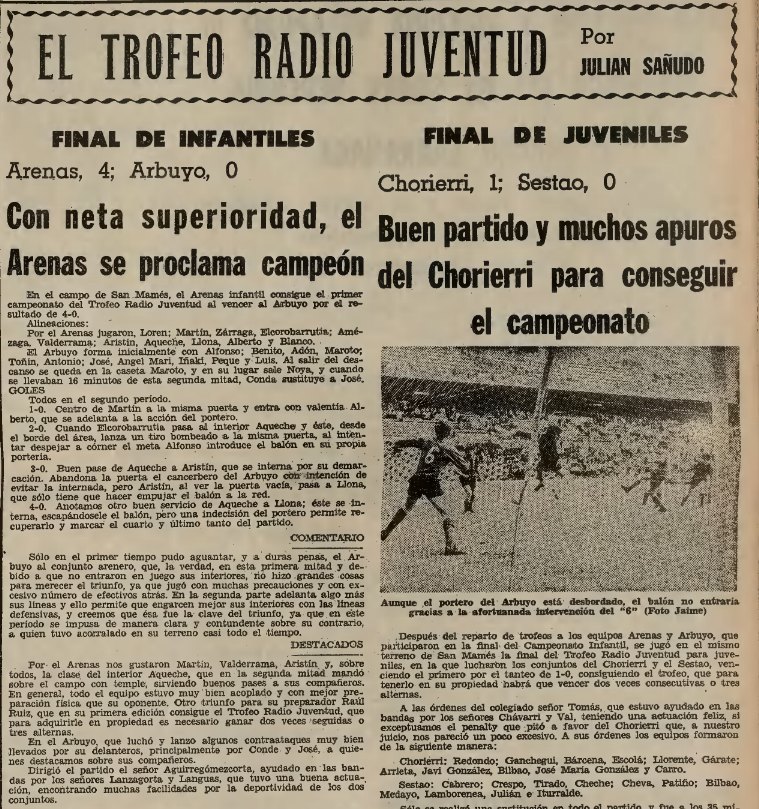 EL TROFEO RADIO JUVENTUD
Por
JULIAN SAÑUDO
FINAL DE INFANTILES
Arenas, 4; Arbuyo, 0
Con neta superioridad, el
Arenas se proclama campeón
En el campo de San Mamés, el Arenas infantil consigue el primer
campeonato del Trofeo Radio Juventud al vencer al Arbuyo por el re-
sultado de 4-0.
Alineaciones:
Por el Arenas jugaron, Loren; Martín, Zárraga, Elcorobarrutia; Amé-
zaga, Valderrama; Aristín, Aqueche, Llona, Alberto y Blanco.
El Arbuyo forma inicialmente con Alfonso; Benito, Adón, Maroto;
Toñín, Antonio; José, Angel Mari, Iñaki, Peque y Luis. Al salir del des-
canso se queda en la caseta Maroto, y en su lugar sale Noya, y cuando
se llevaban 16 minutos de esta segunda mitad, Conda sustituye a José.
GOLES
Todos en el segundo período.
1-0. Centro de Martín a la misma puerta y entra con valentía Al-
berto, que se adelanta a la acción del portero.
2-0. Cuando Elcorobarrutia pasa al interior Aqueche y éste, desde
el borde del área, lanza un tiro bombeado a la misma puerta, al inten-
tar despejar a córner el meta Alfonso introduce el balón en su propia
portería.
3-0. Buen pase de Aqueche a Aristín, que se interna por su demar-
cación. Abandona la puerta el cancerbero del Arbuyo con intención de
evitar la internada, pero Aristín, al ver la puerta vacía, pasa a Llona,
que sólo tiene que hacer empujar el balón a la red.
4-0. Anotamos otro buen servicio de Aqueche a Llona; éste se in-
terna, escapándosele el balón, pero una indecisión del portero permite re-
cuperarlo y marcar el cuarto y último tanto del partido.
COMENTARIO
Sólo en el primer tiempo pudo aguantar, y a duras penas, el Ar-
buyo al conjunto arenero, que, la verdad, en esta primera mitad y de-
bido a que no entraron en juego sus interiores, no hizo grandes cosas
para merecer el triunfo, ya que jugó con muchas precauciones y con ex-
cesivo número de efectivos atrás. En la segunda parte adelanta algo más
sus líneas y ello permite que engarcen mejor sus interiores con las líneas
defensivas, y creemos que ésa fue la clave del triunfo, ya que en este
período se impusa de manera clara y contundente sobre su contrario,
a quien tuvo acorralado en su terreno casi todo el tiempo.
DESTACADOS
Por el Arenas nos gustaron Martín, Valderrama, Aristín y, sobre
todos, la clase del interior Aqueche, que en la segunda mitad mandó
sobre el campo con temple, sirviendo buenos pases a sus compañeros.
En general, todo el equipo estuvo muy bien acoplado y con mejor pre-
paración física que su oponente. Otro triunfo para su preparador Raúl
Ruiz, que en su primera edición consigue el Trofeo Radio Juventud, que
para adquirirle en propiedad es necesario ganar dos veces seguidas o
tres alternas.
En el Arbuyo, que luchó y lanzo algunos contraataques muy bien
llevados por su delanteros, principalmente por Conde y José, a quie-
nes destacamos sobre sus compañeros.
Dirigió el partido el señor Aguirregómezcorta, ayudado en las ban-
das por los señores Lanzagorta y Languas, que tuvo una buena actua-
ción, encontrando muchas facilidades por la deportividad de los dos
conjuntos.
FINAL DE JUVENILES
Chorierri, 1; Sestao, 0
Buen partido y muchos apuros
del Chorierri para conseguir
el campeonato
6
Aunque el portero del Arbuyo está desbordado, el balón no entraría
gracias a la afortunada intervención del "6" (Foto Jaime)
Después del reparto de trofeos a los equipos Arenas y Arbuyo, que
participaron en la final del Campeonato Infantil, se jugó en el mismo
terreno de San Mamés la final del Trofeo Radio Juventud para juve-
niles, en la que lucharon los conjuntos del Chorierri y el Sestao, ven-
ciendo el primero por el tanteo de 1-0, consiguiendo el trofeo, que para
tenerlo en su propiedad habrá que vencer dos veces consecutivas o tres
alternas.
A las órdenes del colegiado señor Tomás, que estuvo ayudado en las
bandas por los señores Chávarri y Val, teniendo una actuación feliz, si
exceptuamos el penalty que pitó a favor del Chorierri que, a nuestro
juicio, nos pareció un poco excesivo. A sus órdenes los equipos formaron
de la siguiente manera:
Chorierri: Redondo; Ganchegui, Bárcena, Escolá; Llorente, Gárate;
Arrieta, Javi González, Bilbao, José María González y Carro.
Sestao: Cabrero; Crespo, Tirado, Cheche; Cheva, Patiño; Bilbao,
Medayo, Lamborenea, Julián e Iturralde.